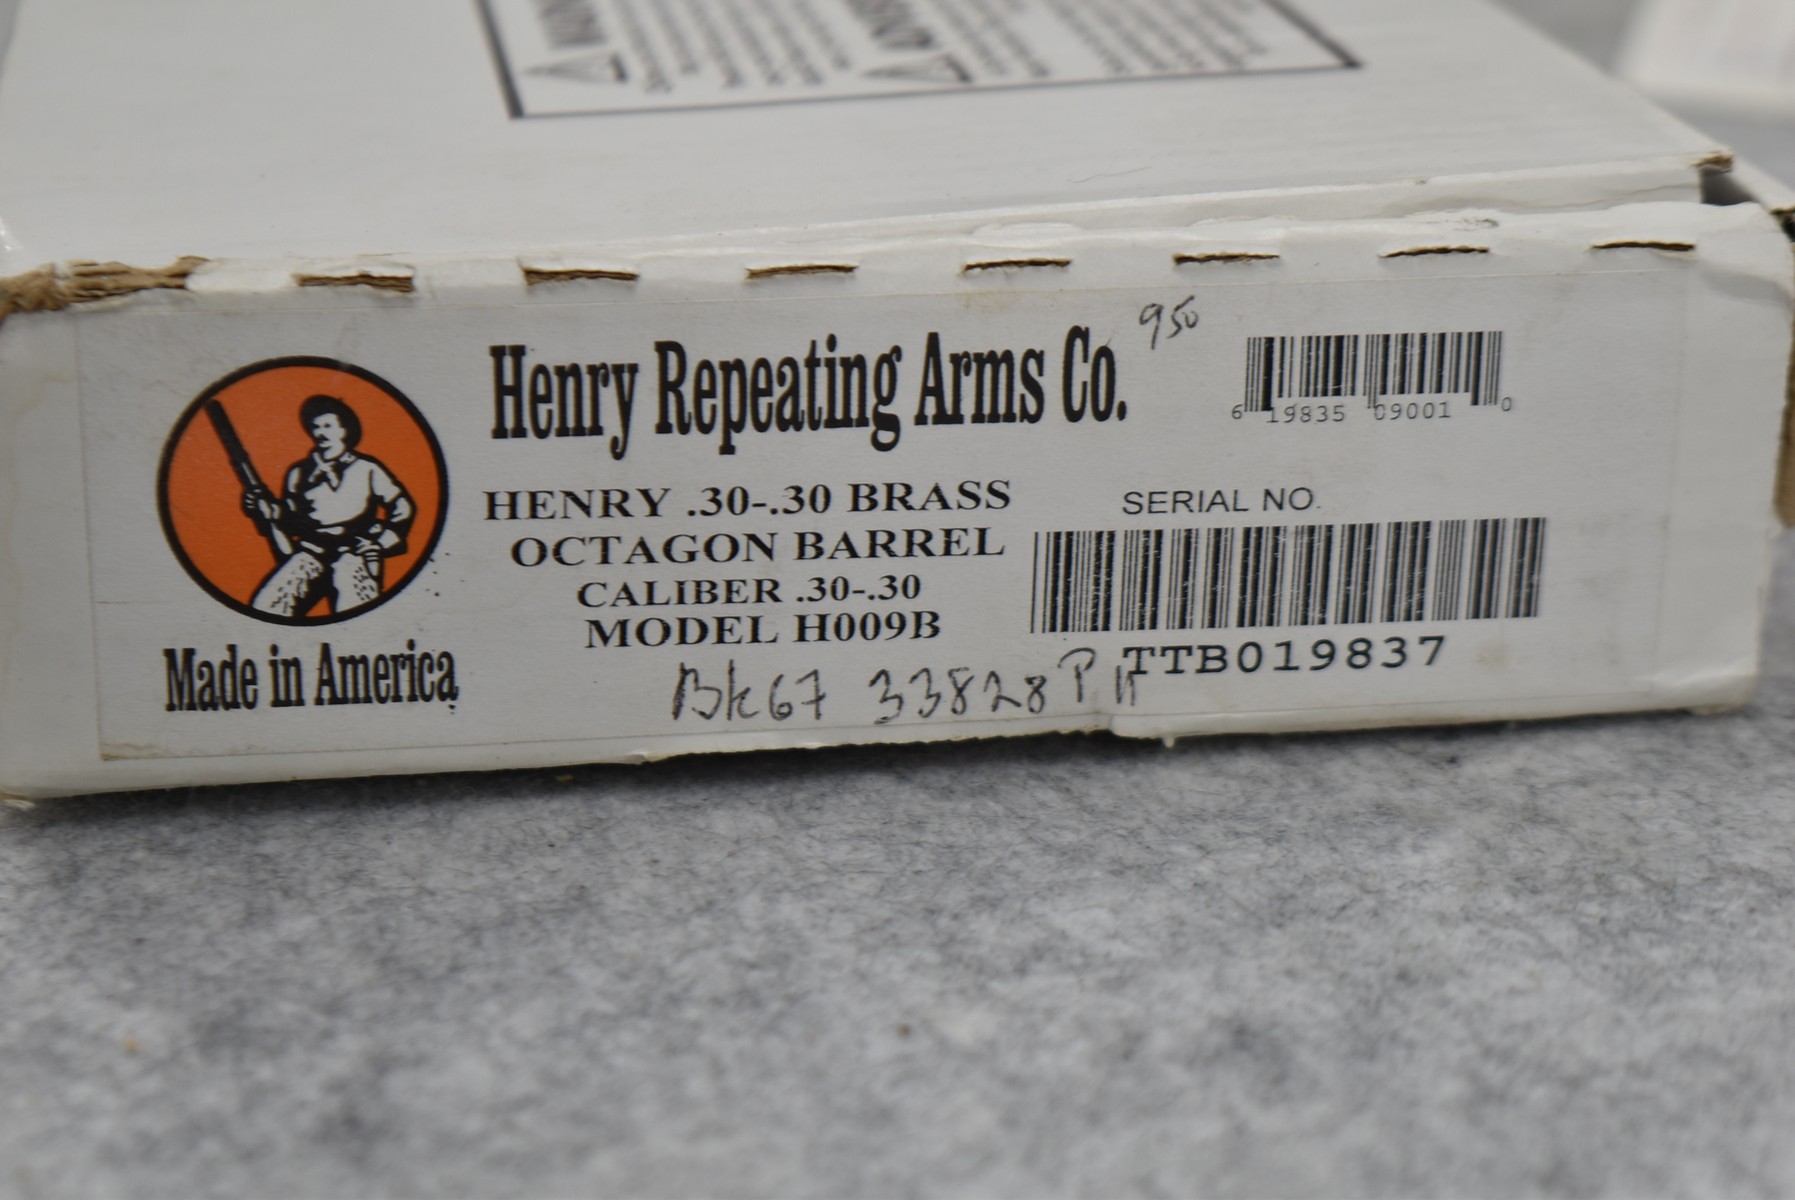 Henry Repeating Arms Co.
950
6 19835 09001 0
HENRY .30-.30 BRASS
OCTAGON BARREL
CALIBER .30-.30
MODEL H009B
SERIAL NO.
TTB019837
Made in America
Bk67 33828 P